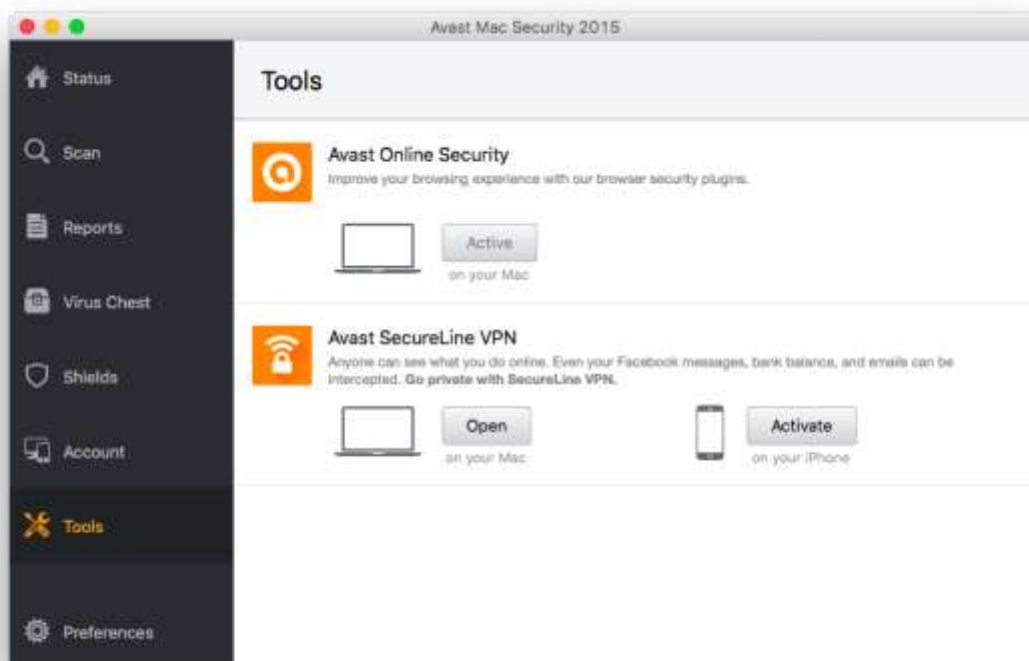 Avast Mac Security 2015
Status
Scan
Reports
Virus Chest
Shields
Account
Tools
Preferences
Tools
Avast Online Security
Improve your browsing experience with our browser security plugins.
Active
on your Mac
Avast SecureLine VPN
Anyone can see what you do online. Even your Facebook messages, bank balance, and emails can be
intercepted. Go private with SecureLine VPN.
Open
on your Mac
Activate
on your iPhone